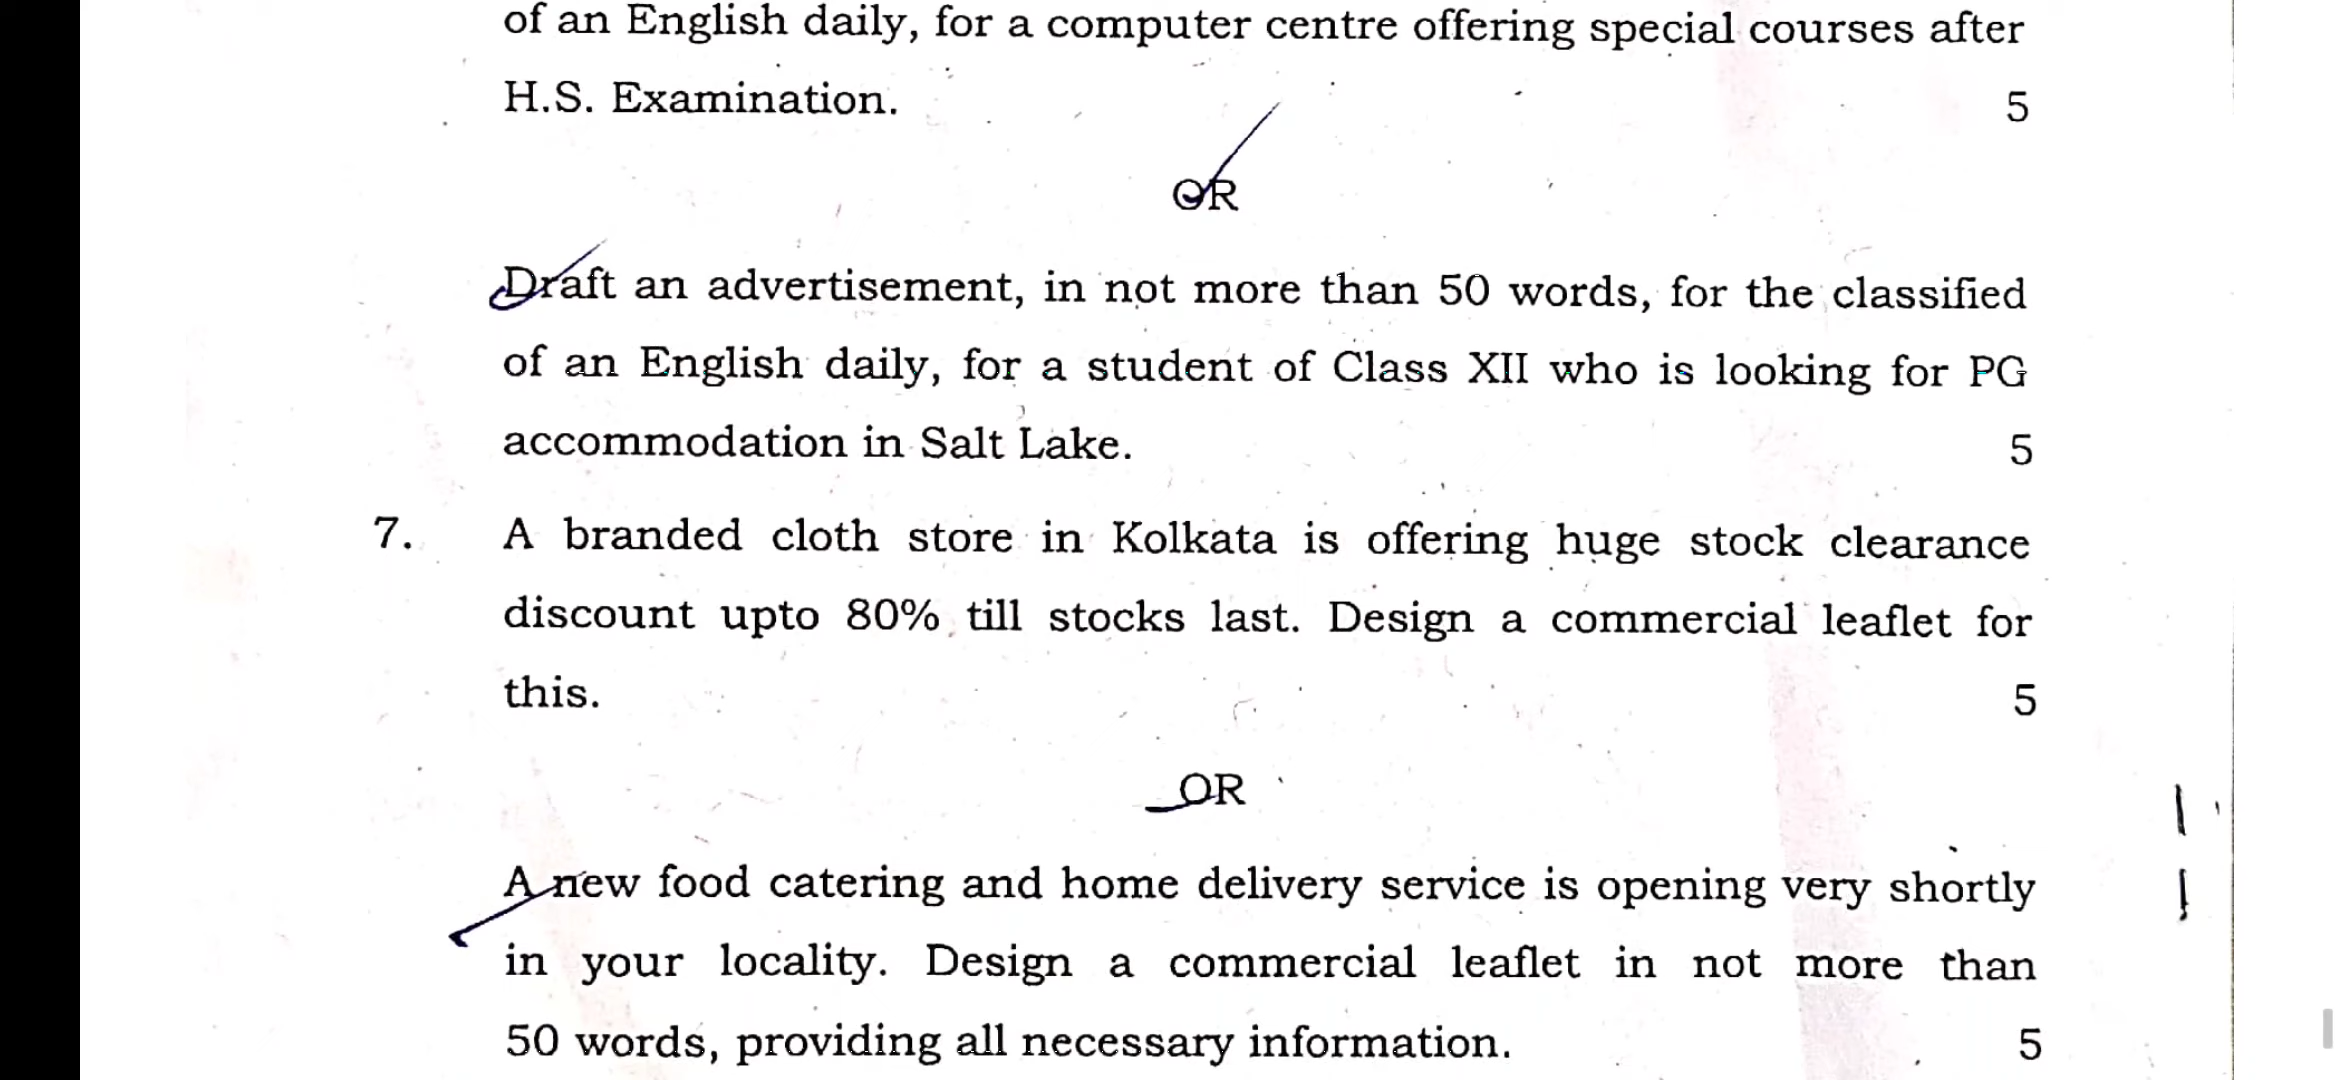 of an English daily, for a computer centre offering special courses after
H.S. Examination. 5
OR
Draft an advertisement, in not more than 50 words, for the classified
of an English daily, for a student of Class XII who is looking for PG
accommodation in Salt Lake. 5
7. A branded cloth store in Kolkata is offering huge stock clearance
discount upto 80% till stocks last. Design a commercial leaflet for
this. 5
OR
A new food catering and home delivery service is opening very shortly
in your locality. Design a commercial leaflet in not more than
50 words, providing all necessary information. 5